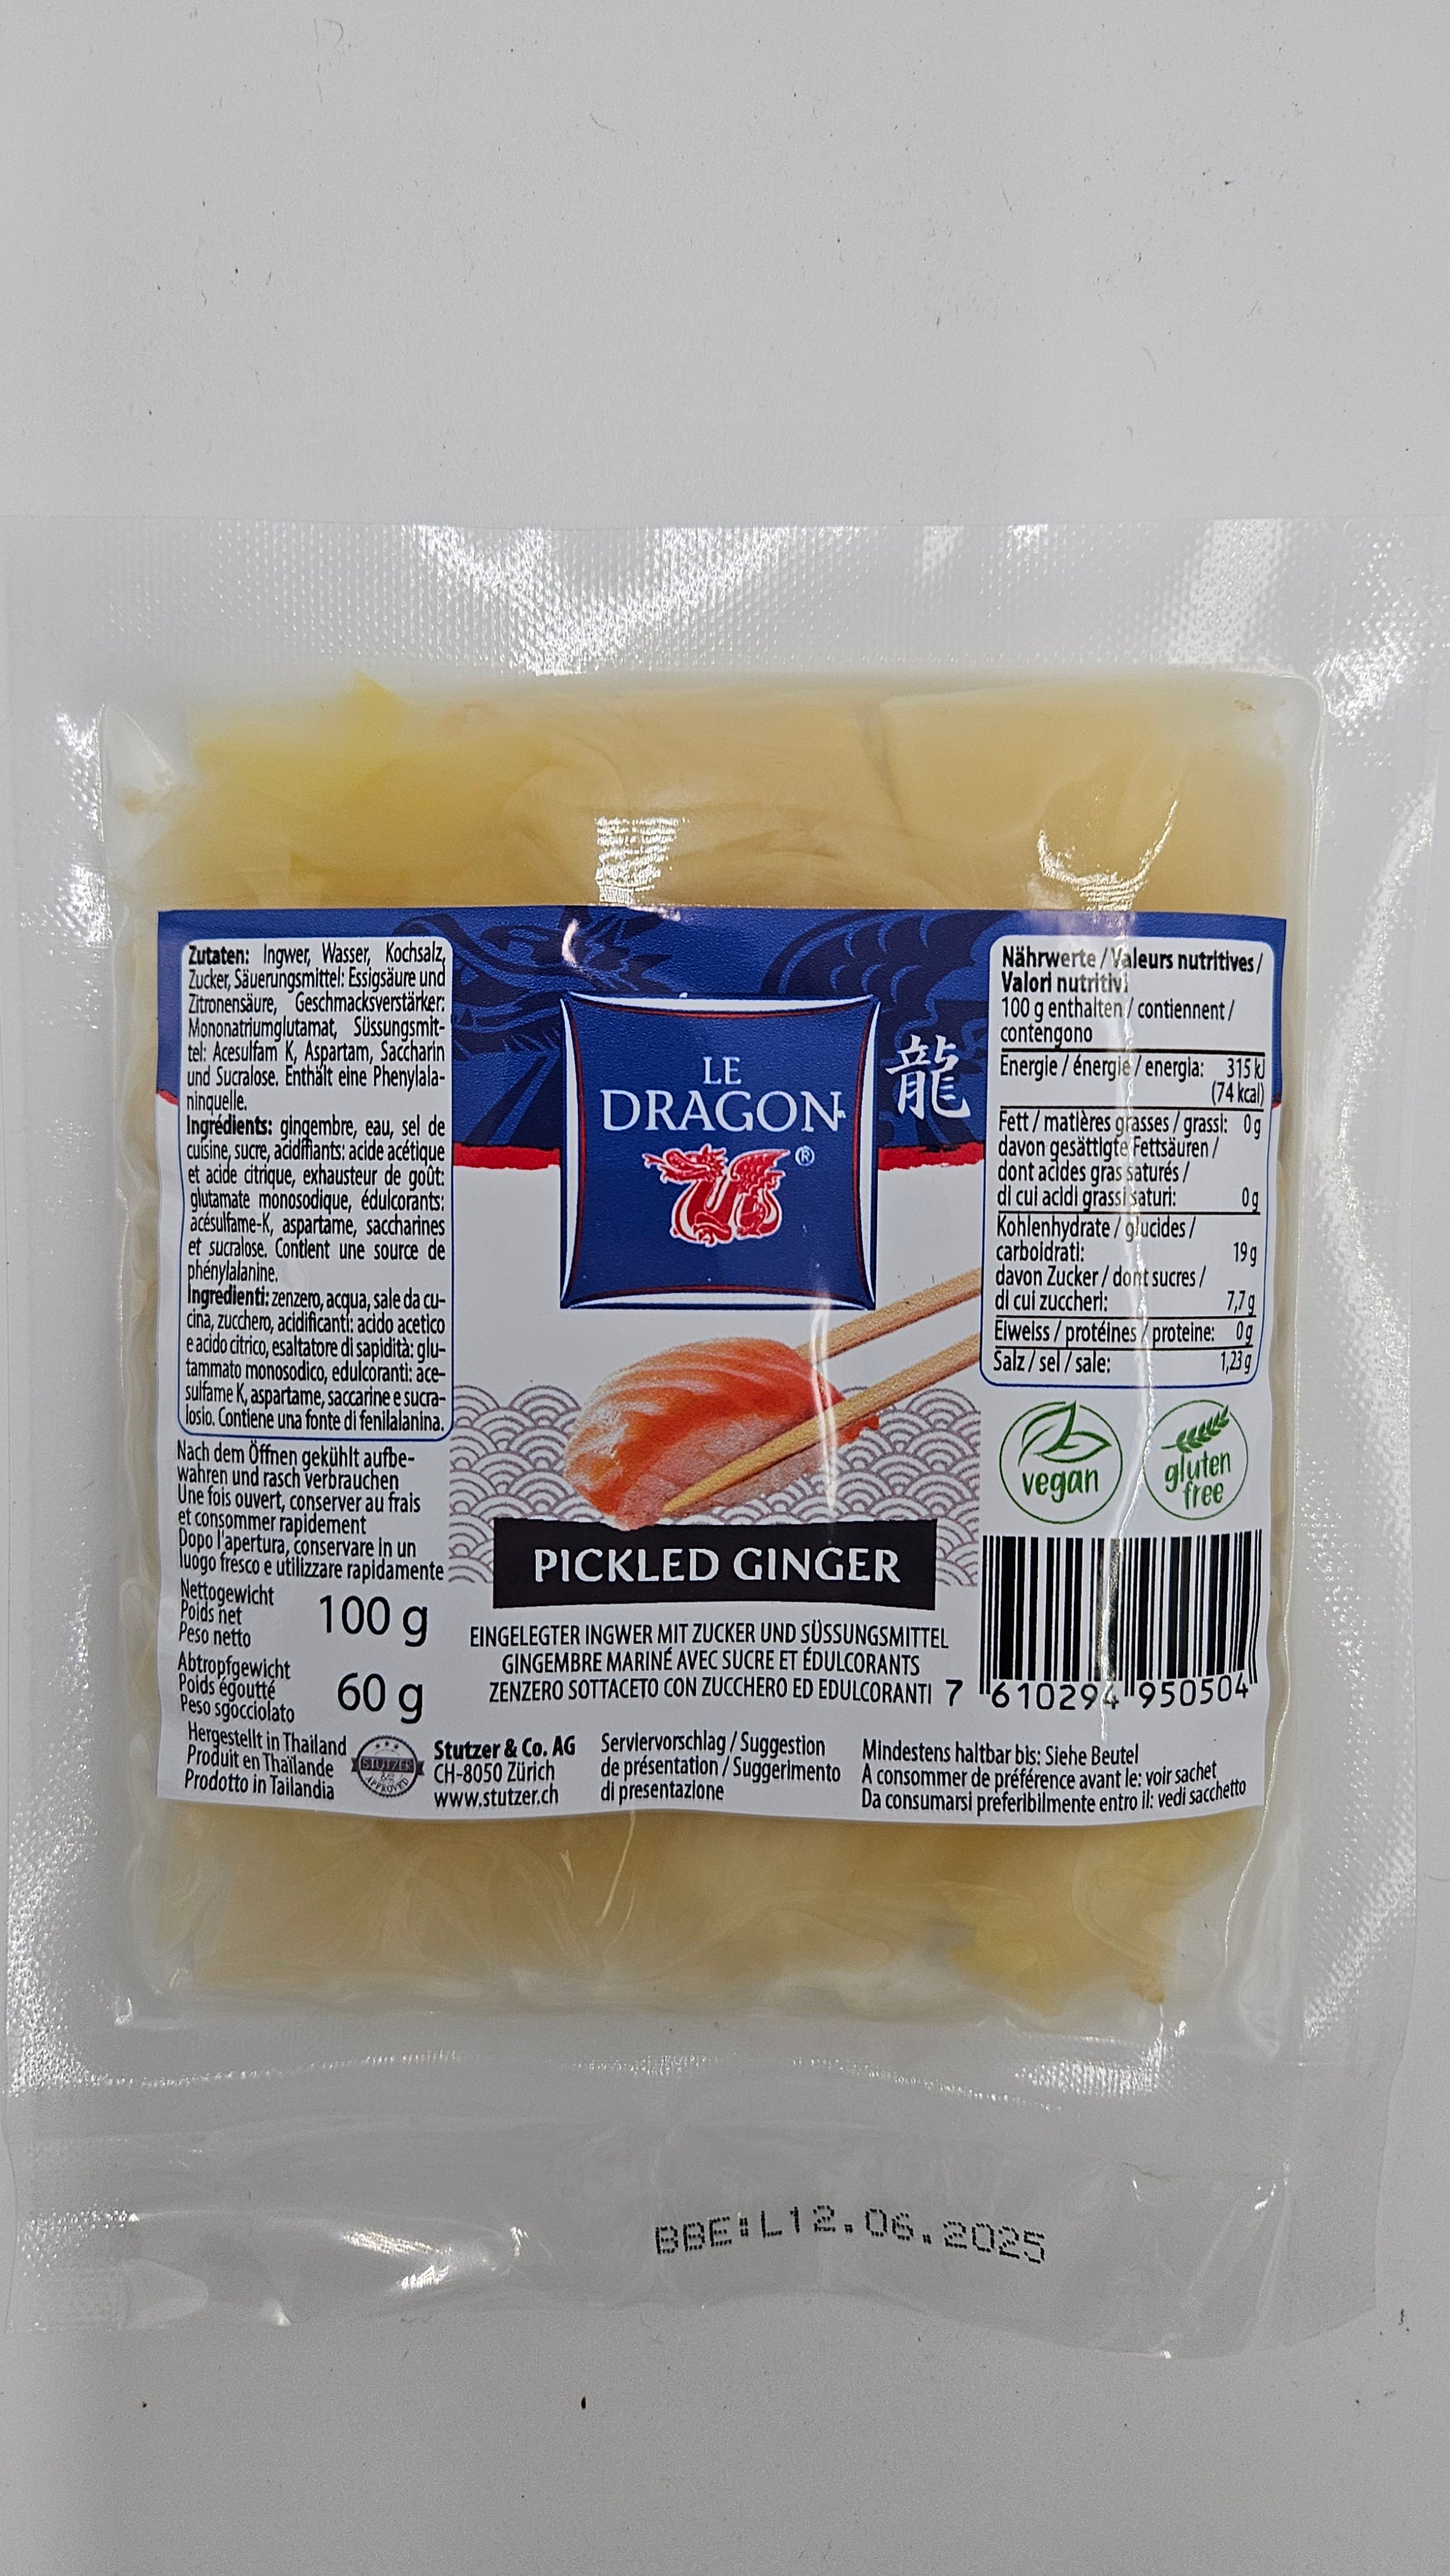 Zutaten: Ingwer, Wasser, Kochsalz,
Zucker, Säuerungsmittel: Essigsäure und
Zitronensäure, Geschmacksverstärker:
Mononatriumglutamat, Süssungsmit-
tel: Acesulfam K, Aspartam, Saccharin
und Sucralose. Enthält eine Phenylala-
ninquelle.
Ingrédients: gingembre, eau, sel de
cuisine, sucre, acidifiants: acide acétique
et acide citrique, exhausteur de goût:
glutamate monosodique, édulcorants:
acésulfame-K, aspartame, saccharines
et sucralose. Contient une source de
phénylalanine.
Ingredienti: zenzero, acqua, sale da cu-
cina, zucchero, acidificanti: acido acetico
e acido citrico, esaltatore di sapidità: glu-
tammato monosodico, edulcoranti: ace-
sulfame K, aspartame, saccarine e sucra-
losio. Contiene una fonte di fenilalanina.
Nach dem Öffnen gekühlt aufbe-
wahren und rasch verbrauchen
Une fois ouvert, conserver au frais
et consommer rapidement
Dopo l'apertura, conservare in un
luogo fresco e utilizzare rapidamente
Nettogewicht
Poids net
Peso netto
100 g
Abtropfgewicht
Poids égoutté
Peso sgocciolato
60 g
Hergestellt in Thailand
Produit en Thaïlande
Prodotto in Tailandia
STUTZER
APPROVED
Stutzer & Co. AG
CH-8050 Zürich
www.stutzer.ch
LE
DRAGON
®
龍
PICKLED GINGER
EINGELEGTER INGWER MIT ZUCKER UND SÜSSUNGSMITTEL
GINGEMBRE MARINÉ AVEC SUCRE ET ÉDULCORANTS
ZENZERO SOTTACETO CON ZUCCHERO ED EDULCORANTI
Serviervorschlag / Suggestion
de présentation / Suggerimento
di presentazione
Nährwerte / Valeurs nutritives /
Valori nutritivi
100 g enthalten / contiennent /
contengono
Energie / énergie / energia: 315 kJ
(74 kcal)
Fett / matières grasses / grassi: 0 g
davon gesättigte Fettsäuren /
dont acides gras saturés /
di cui acidi grassi saturi: 0 g
Kohlenhydrate / glucides /
carboidrati: 19 g
davon Zucker / dont sucres /
di cui zuccheri: 7,7 g
Eiweiss / protéines / proteine: 0 g
Salz / sel / sale: 1,23 g
vegan
gluten
free
7 610294 950504
Mindestens haltbar bis: Siehe Beutel
A consommer de préférence avant le: voir sachet
Da consumarsi preferibilmente entro il: vedi sacchetto
BBE:L12.06.2025